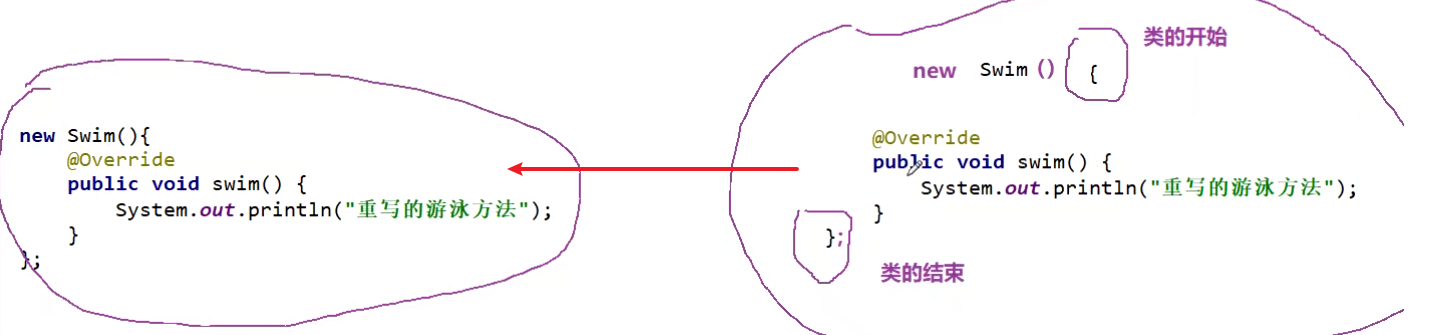 new Swim(){
@Override
public void swim() {
System.out.println("重写的游泳方法");
}
};
类的开始
new Swim () {
@Override
public void swim() {
System.out.println("重写的游泳方法");
}
};
类的结束